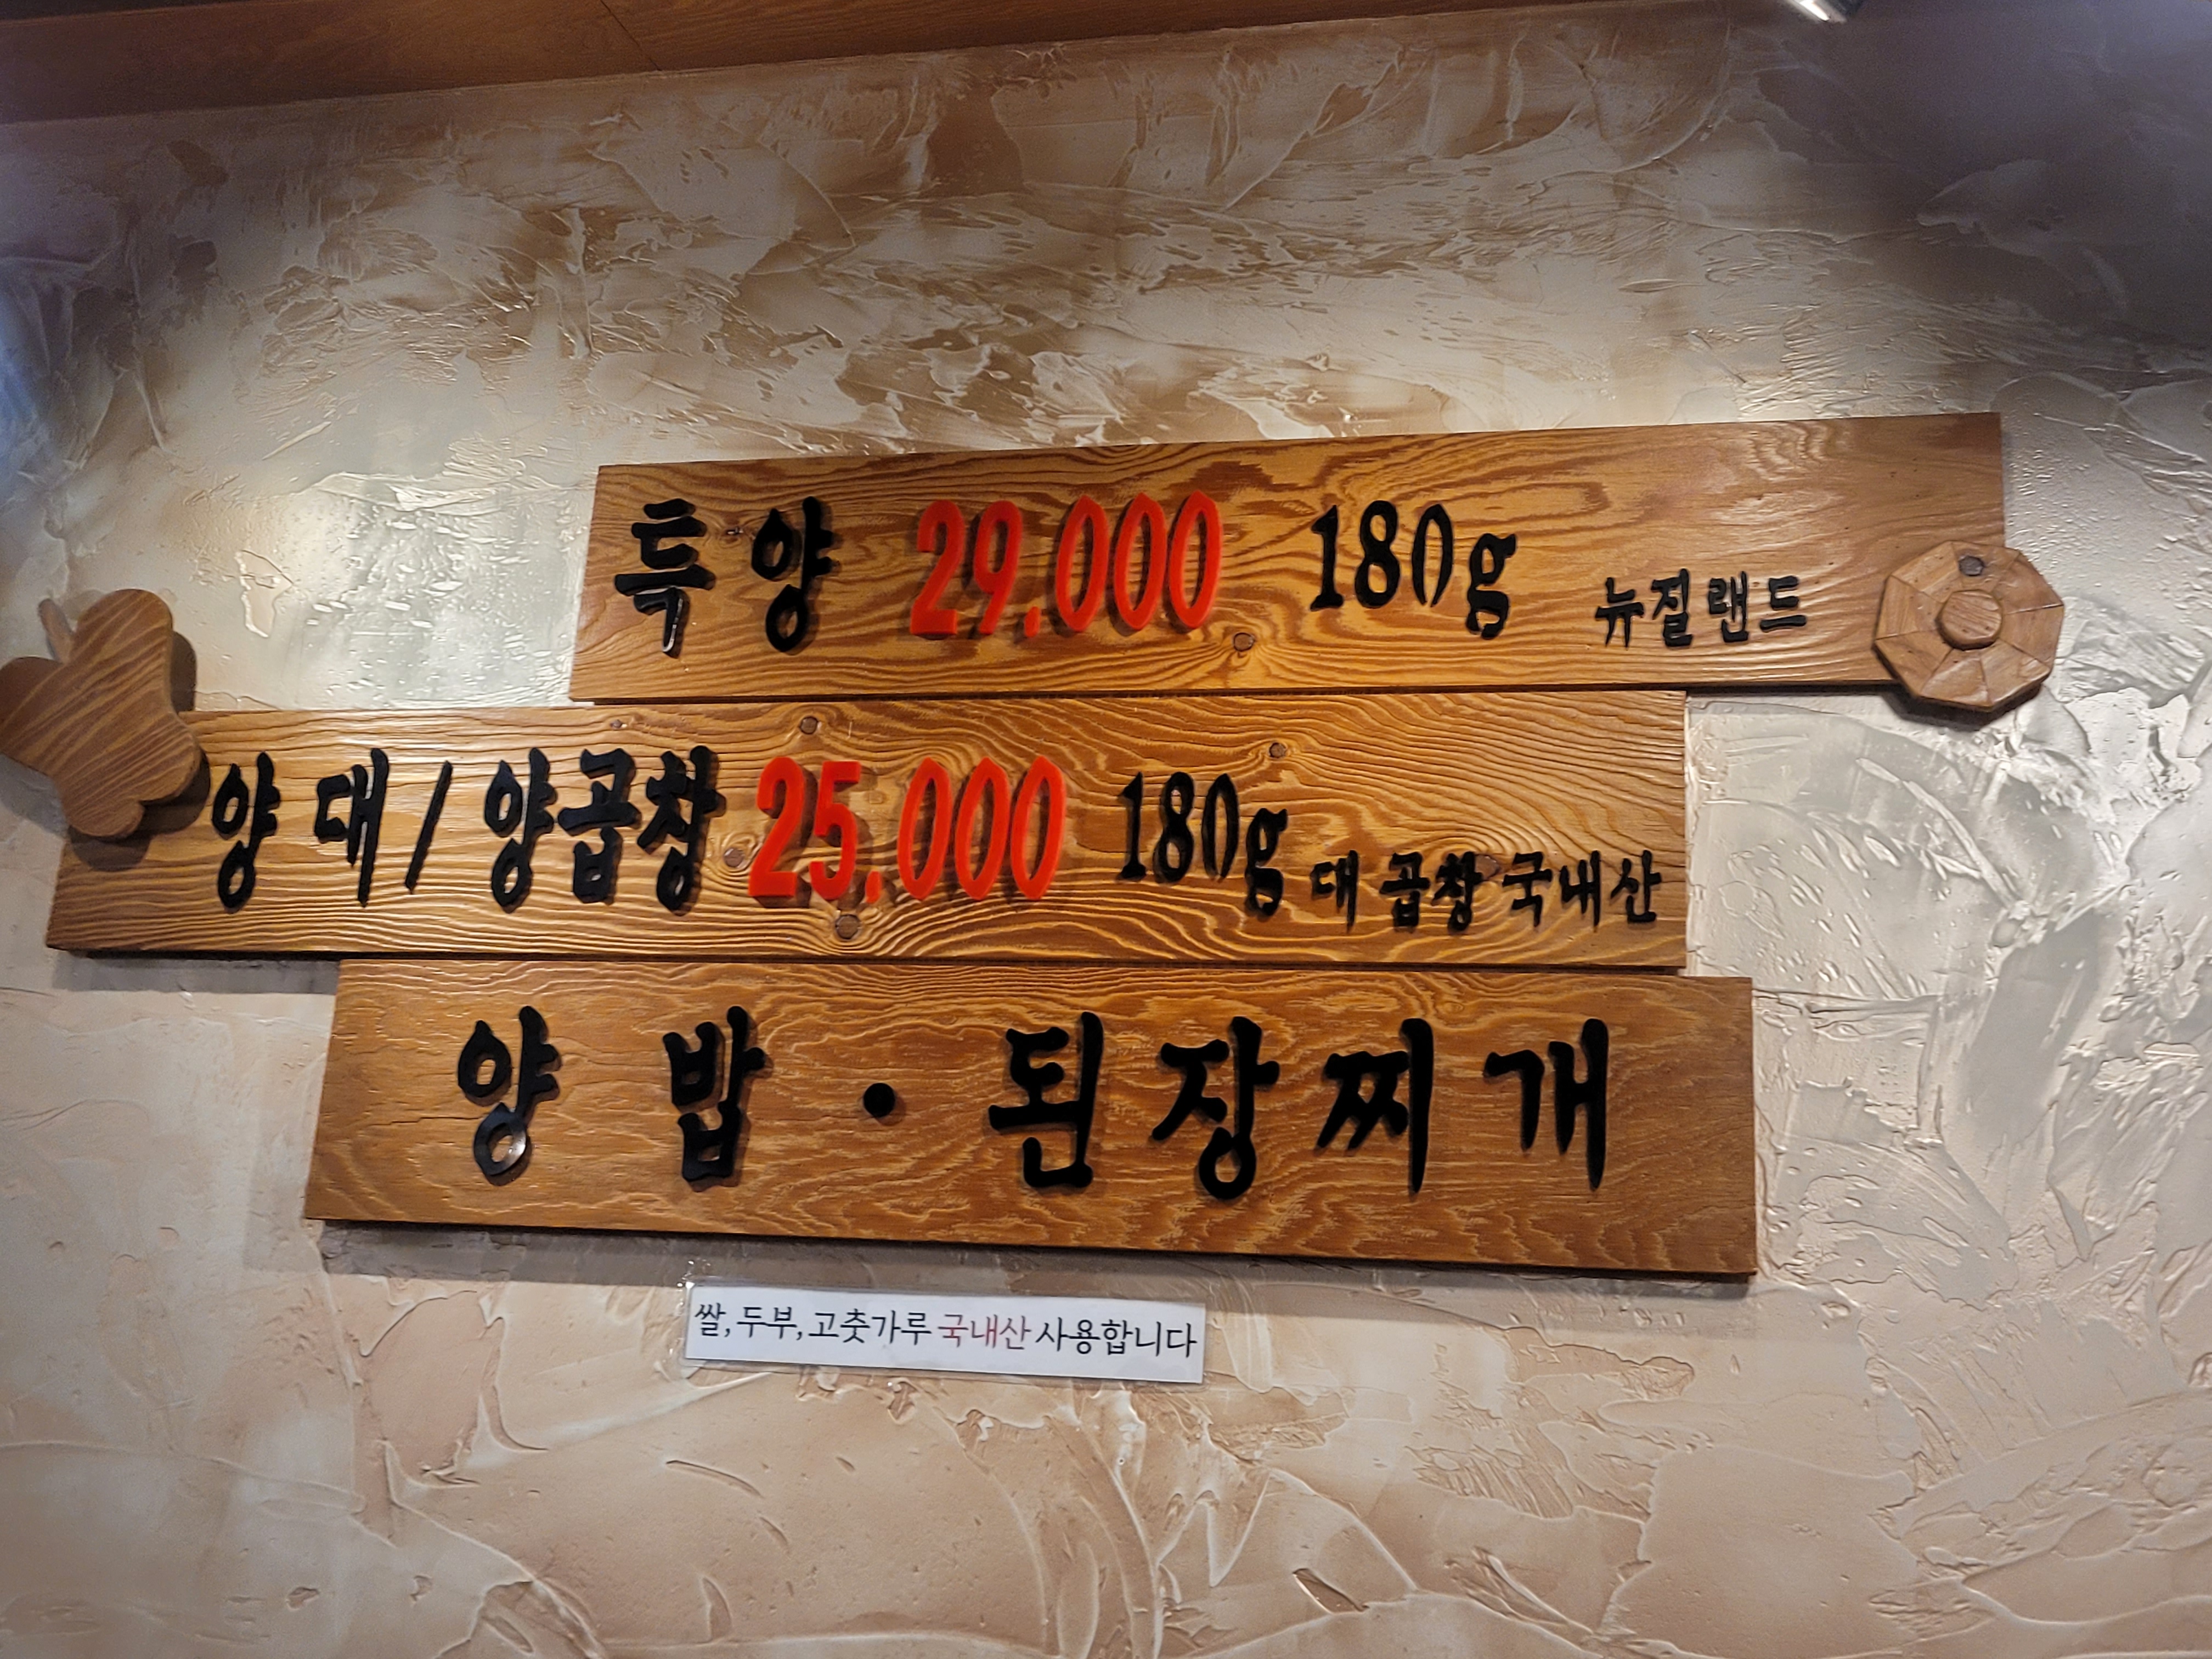 특양 29.000 180g 뉴질랜드
양대/양곱창 25.000 180g 대 곱창 국내산
양밥 · 된장찌개
쌀, 두부, 고춧가루 국내산 사용합니다